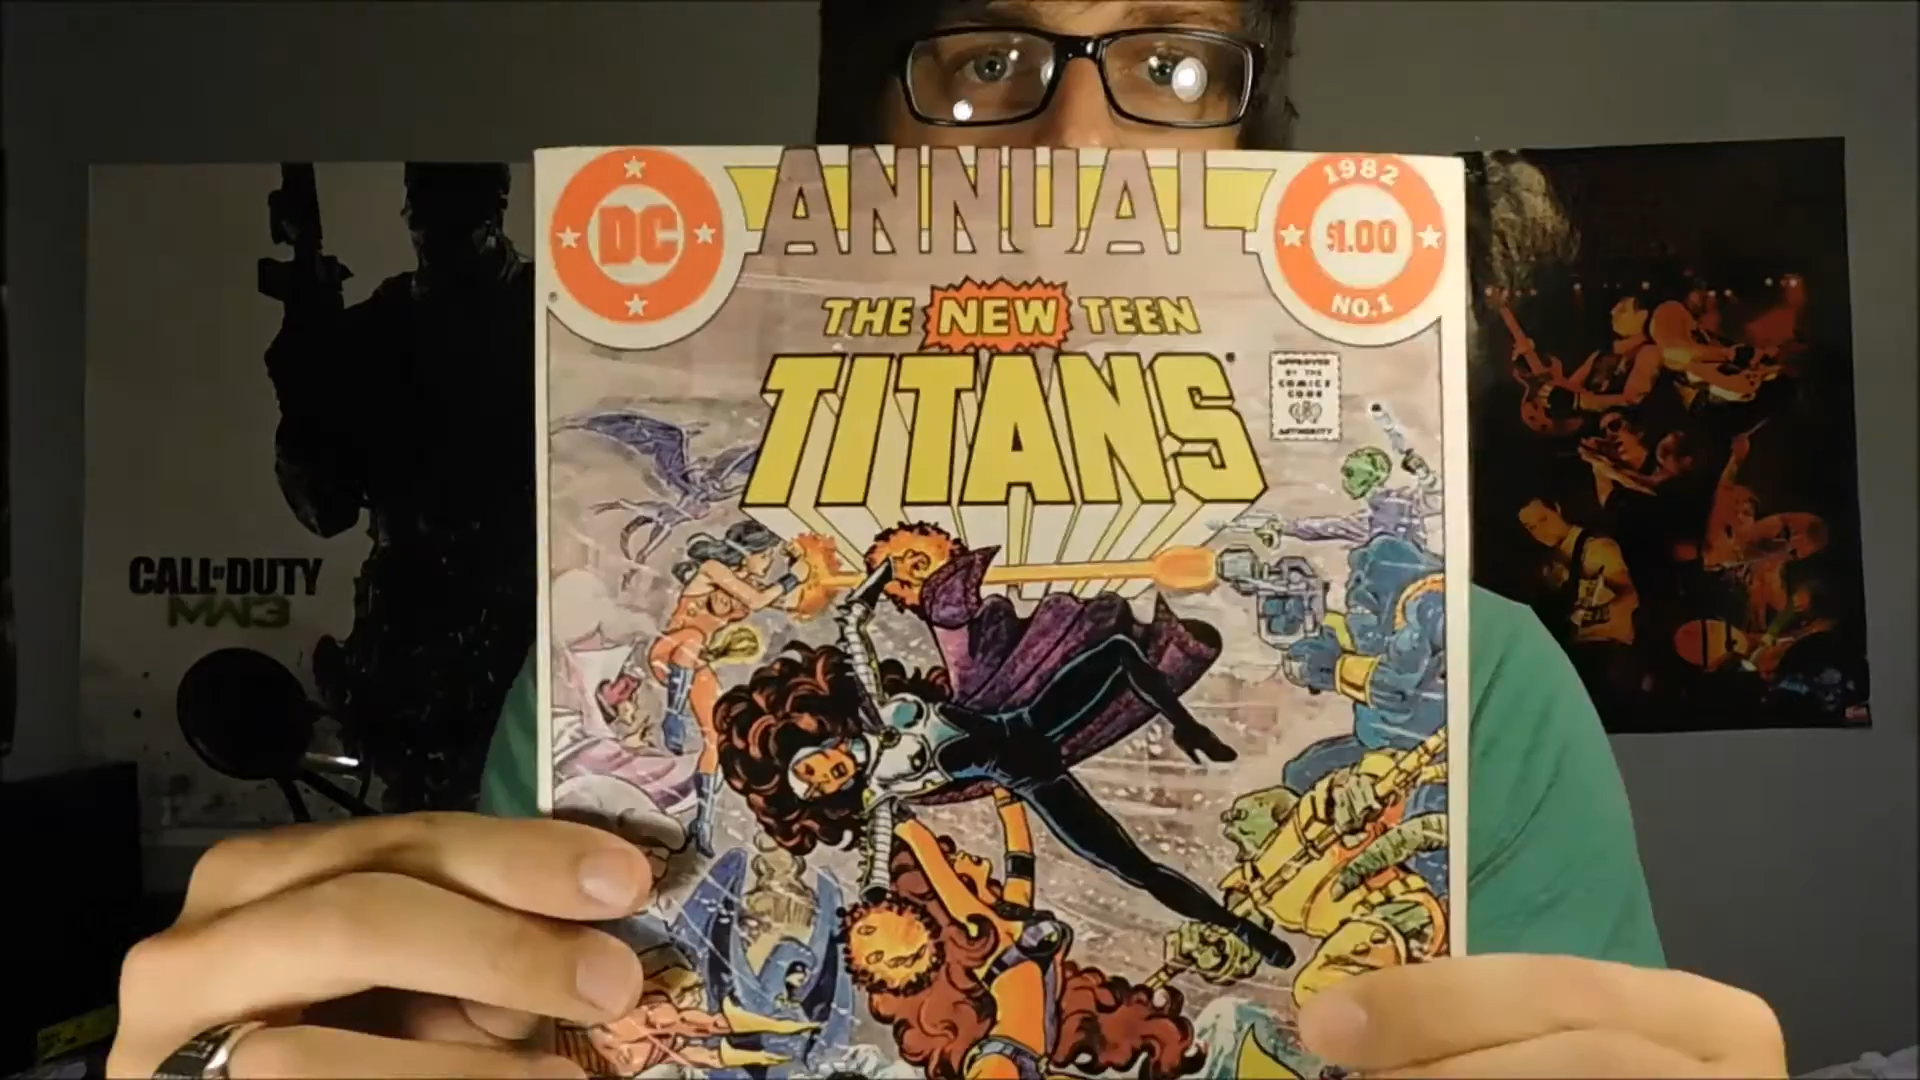 ANNUAL
DC
1982
$1.00
NO.1
THE NEW TEEN
TITANS
APPROVED
BY THE
COMICS
CODE
AUTHORITY
CALL OF DUTY
MW3